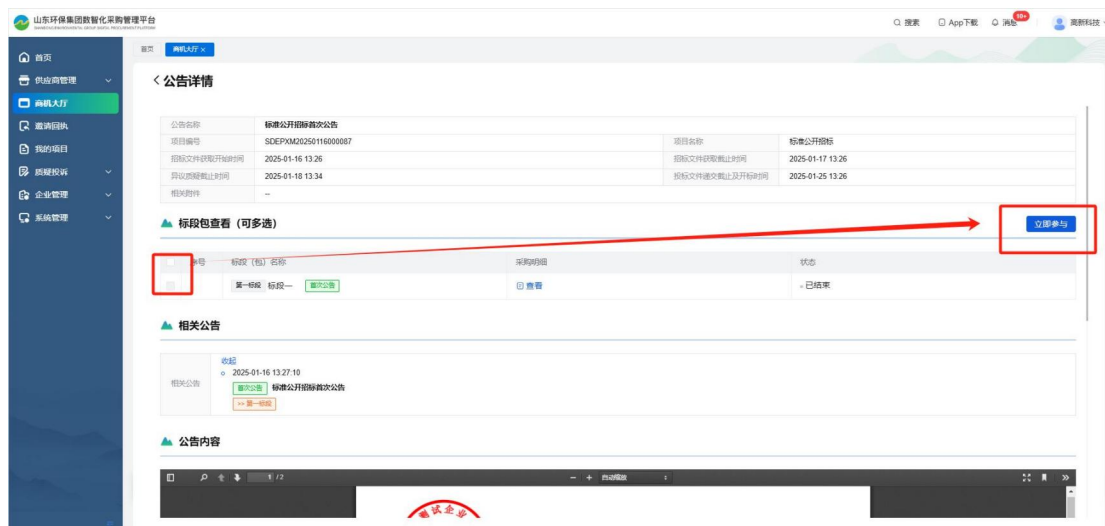 山东环保集团数智化采购管理平台
搜索 App下载 消息 99+ 高新科技
首页 商机大厅 ×
首页
供应商管理
商机大厅
邀请回执
我的项目
质疑投诉
企业管理
系统管理
公告详情
公告名称 标准公开招标首次公告
项目编号 SDEPXM20250116000087 项目名称 标准公开招标
招标文件获取开始时间 2025-01-16 13:26 招标文件获取截止时间 2025-01-17 13:26
异议质疑截止时间 2025-01-18 13:34 投标文件递交截止及开标时间 2025-01-25 13:26
相关附件 --
标段包查看（可多选） 立即参与
序号 标段（包）名称 采购明细 状态
第一标段 标段一 首次公告 查看 已结束
相关公告
相关公告 收起
2025-01-16 13:27:10
首次公告 标准公开招标首次公告
第一标段
公告内容
1 / 2 自动缩放
测试企业